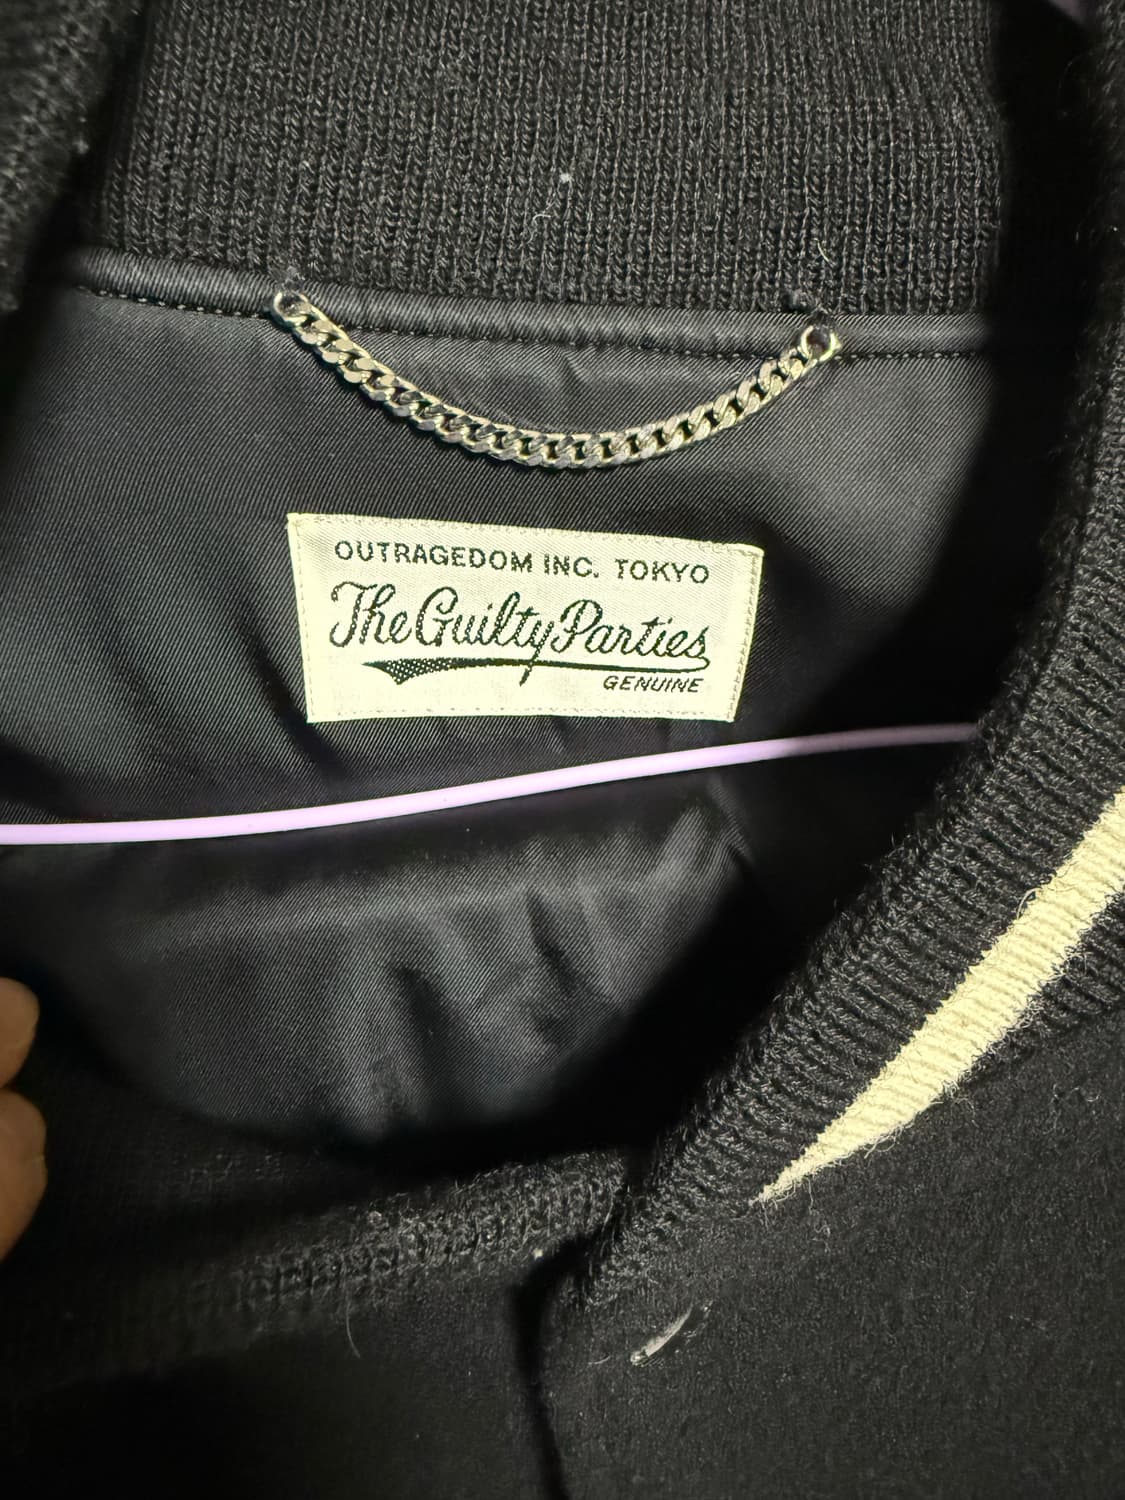 OUTRAGEDOM INC. TOKYO
The Guilty Parties
GENUINE